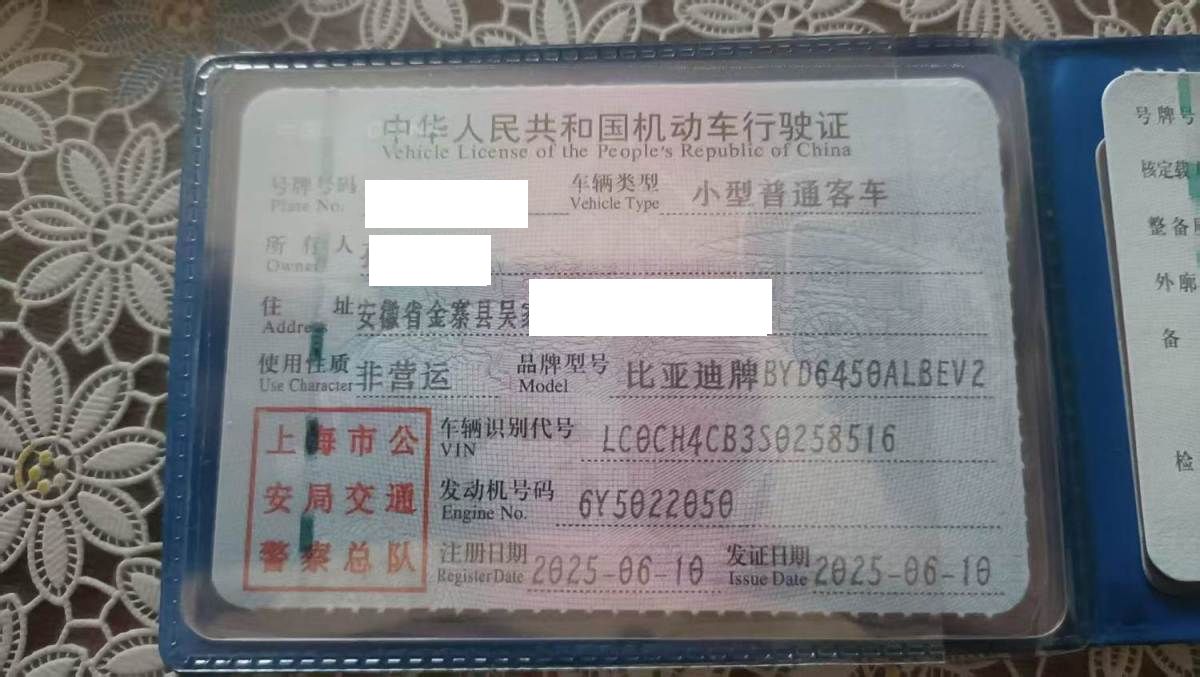 中华人民共和国机动车行驶证
Vehicle License of the People's Republic of China
号牌号码
Plate No.
车辆类型
Vehicle Type
小型普通客车
所有人
Owner
住址
Address
安徽省金寨县吴
使用性质
Use Character
非营运
品牌型号
Model
比亚迪牌BYD6450ALBEV2
上海市公
安局交通
警察总队
车辆识别代号
VIN
LC0CH4CB3S0258516
发动机号码
Engine No.
6Y5022050
注册日期
Register Date
2025-06-10
发证日期
Issue Date
2025-06-10
号牌号
核定载
整备
外廓
备
检